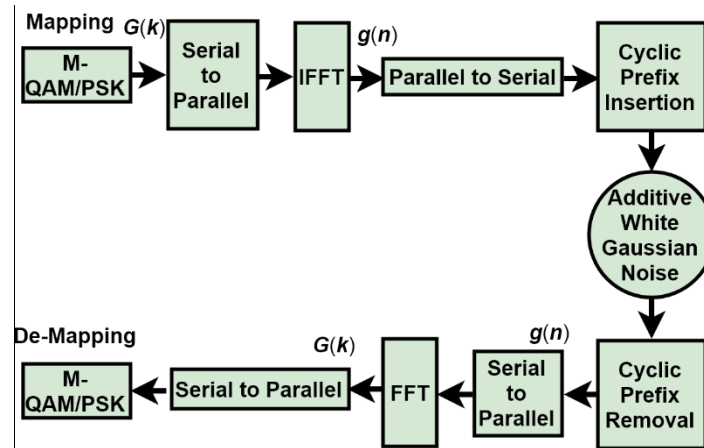 Mapping
M-
QAM/PSK
G(k)
Serial
to
Parallel
IFFT
g(n)
Parallel to Serial
Cyclic
Prefix
Insertion
Additive
White
Gaussian
Noise
Cyclic
Prefix
Removal
g(n)
Serial
to
Parallel
FFT
G(k)
Serial to Parallel
De-Mapping
M-
QAM/PSK